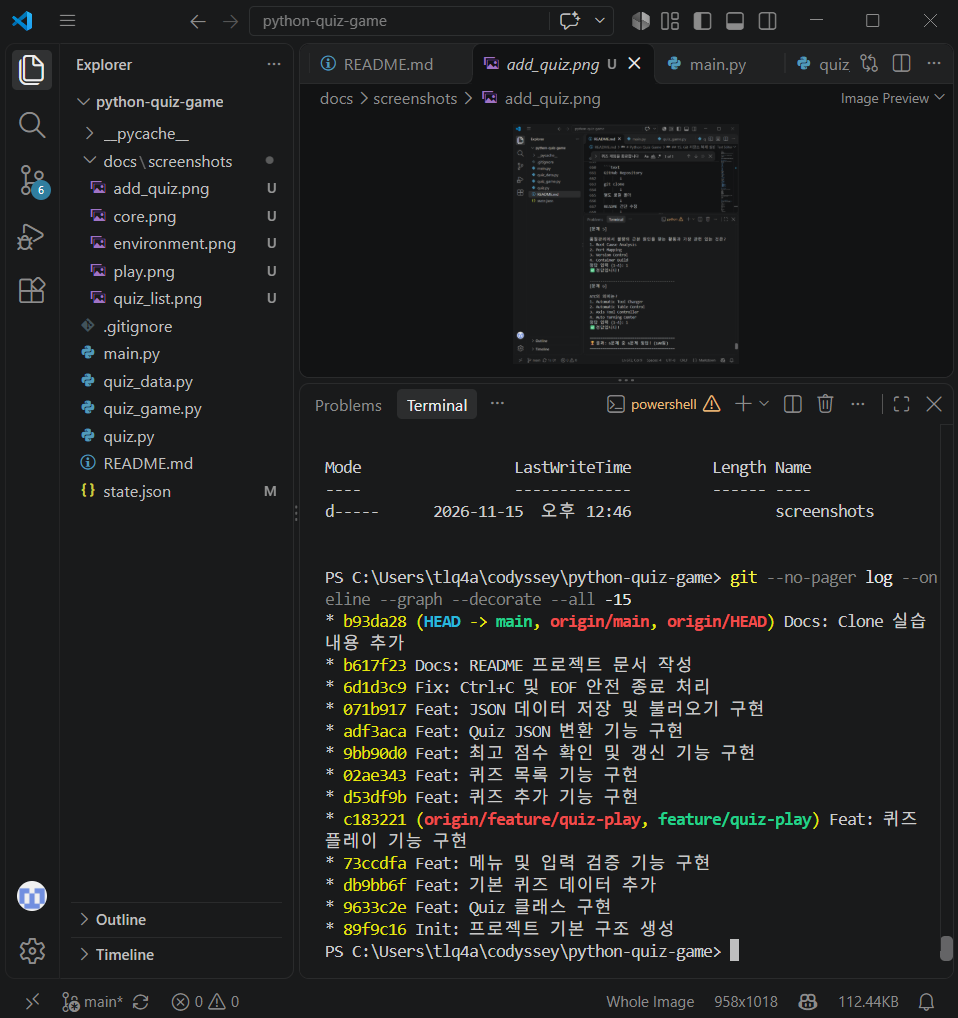 python-quiz-game
Explorer
python-quiz-game
__pycache__
docs\screenshots
add_quiz.png U
core.png U
environment.png U
play.png U
quiz_list.png U
.gitignore
main.py
quiz_data.py
quiz_game.py
quiz.py
README.md
state.json M
6
Outline
Timeline
README.md
add_quiz.png U
main.py
quiz
docs > screenshots > add_quiz.png
Image Preview
Problems
Terminal
powershell
Mode LastWriteTime Length Name
---- ------------- ------ ----
d----- 2026-11-15 오후 12:46 screenshots
PS C:\Users\tlq4a\codyssey\python-quiz-game> git --no-pager log --on
eline --graph --decorate --all -15
* b93da28 (HEAD -> main, origin/main, origin/HEAD) Docs: Clone 실습
내용 추가
* b617f23 Docs: README 프로젝트 문서 작성
* 6d1d3c9 Fix: Ctrl+C 및 EOF 안전 종료 처리
* 071b917 Feat: JSON 데이터 저장 및 불러오기 구현
* adf3aca Feat: Quiz JSON 변환 기능 구현
* 9bb90d0 Feat: 최고 점수 확인 및 갱신 기능 구현
* 02ae343 Feat: 퀴즈 목록 기능 구현
* d53df9b Feat: 퀴즈 추가 기능 구현
* c183221 (origin/feature/quiz-play, feature/quiz-play) Feat: 퀴즈
플레이 기능 구현
* 73ccdfa Feat: 메뉴 및 입력 검증 기능 구현
* db9bb6f Feat: 기본 퀴즈 데이터 추가
* 9633c2e Feat: Quiz 클래스 구현
* 89f9c16 Init: 프로젝트 기본 구조 생성
PS C:\Users\tlq4a\codyssey\python-quiz-game>
main* 0 0 Whole Image 958x1018 112.44KB